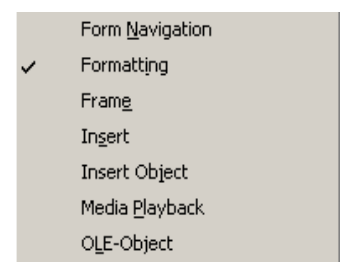 Form Navigation
Formatting
Frame
Insert
Insert Object
Media Playback
OLE-Object